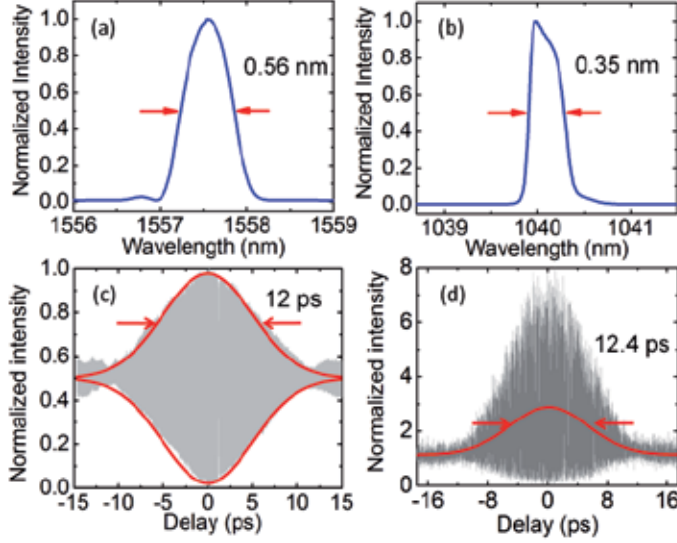 (a)
0.56 nm
Normalized Intensity
1.0
0.8
0.6
0.4
0.2
0.0
1556 1557 1558 1559
Wavelength (nm)
(b)
0.35 nm
Normalized Intensity
1.0
0.8
0.6
0.4
0.2
0.0
1039 1040 1041
Wavelength (nm)
(c)
12 ps
Normalized intensity
1.0
0.8
0.6
0.4
0.2
0.0
-15 -10 -5 0 5 10 15
Delay (ps)
(d)
12.4 ps
Normalized intensity
8
6
4
2
0
-16 -8 0 8 16
Delay (ps)